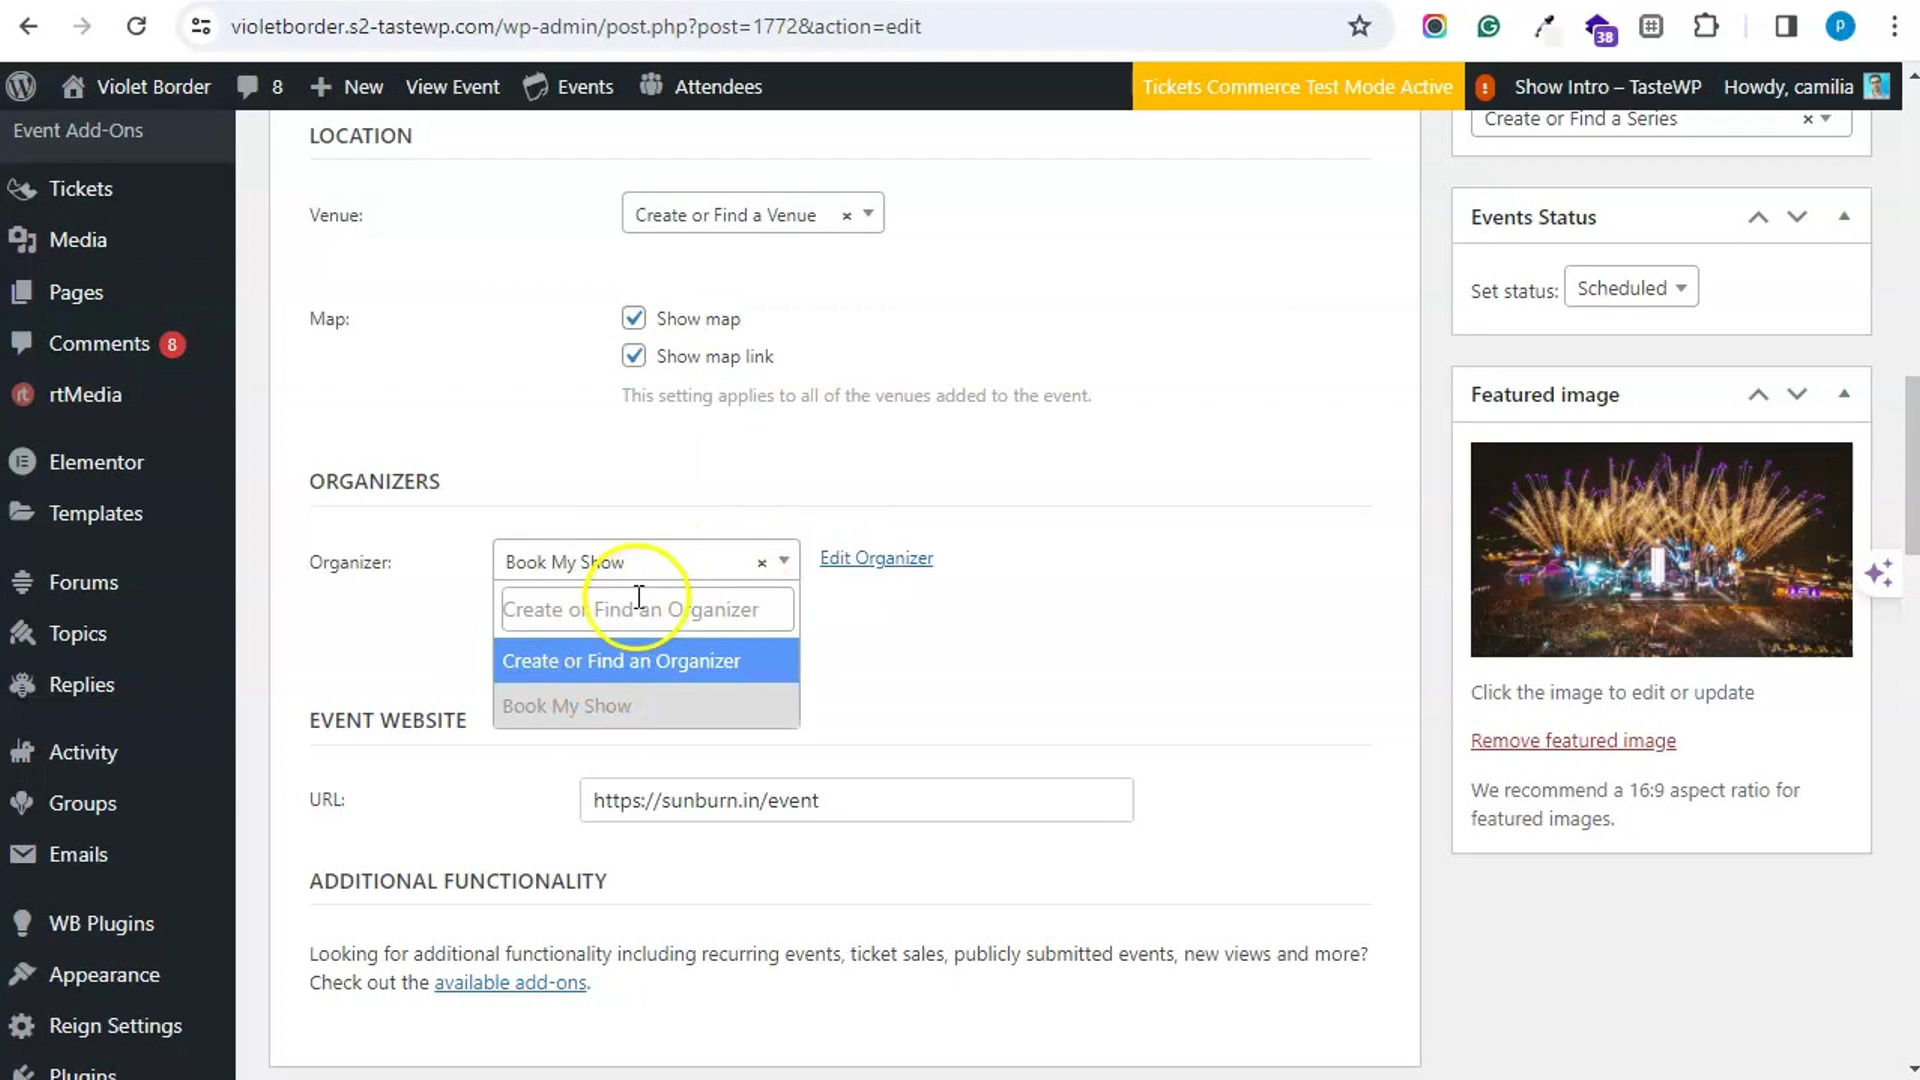 violetborder.s2-tastewp.com/wp-admin/post.php?post=1772&action=edit
38
P
Violet Border
8
New
View Event
Events
Attendees
Tickets Commerce Test Mode Active
Show Intro – TasteWP
Howdy, camilia
Event Add-Ons
Tickets
Media
Pages
Comments 8
rt rtMedia
Elementor
Templates
Forums
Topics
Replies
Activity
Groups
Emails
WB Plugins
Appearance
Reign Settings
Plugins
LOCATION
Venue: Create or Find a Venue ×
Map: Show map
Show map link
This setting applies to all of the venues added to the event.
ORGANIZERS
Organizer: Book My Show × Edit Organizer
Create or Find an Organizer
Create or Find an Organizer
Book My Show
EVENT WEBSITE
URL: https://sunburn.in/event
ADDITIONAL FUNCTIONALITY
Looking for additional functionality including recurring events, ticket sales, publicly submitted events, new views and more?
Check out the available add-ons.
Create or Find a Series ×
Events Status
Set status: Scheduled
Featured image
Click the image to edit or update
Remove featured image
We recommend a 16:9 aspect ratio for
featured images.